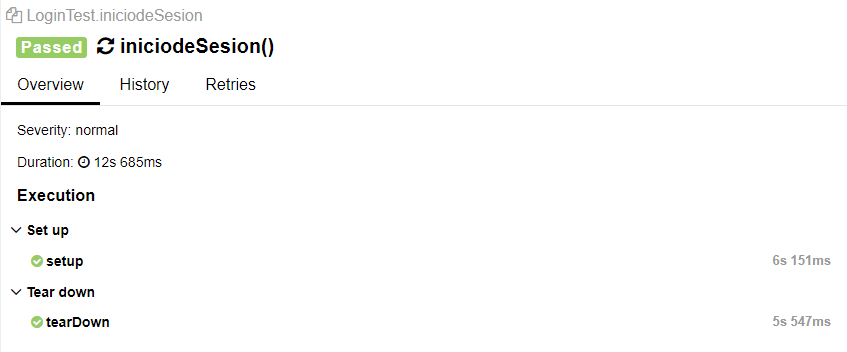 LoginTest.iniciodeSesion
Passed iniciodeSesion()
Overview History Retries
Severity: normal
Duration: 12s 685ms
Execution
Set up
setup 6s 151ms
Tear down
tearDown 5s 547ms